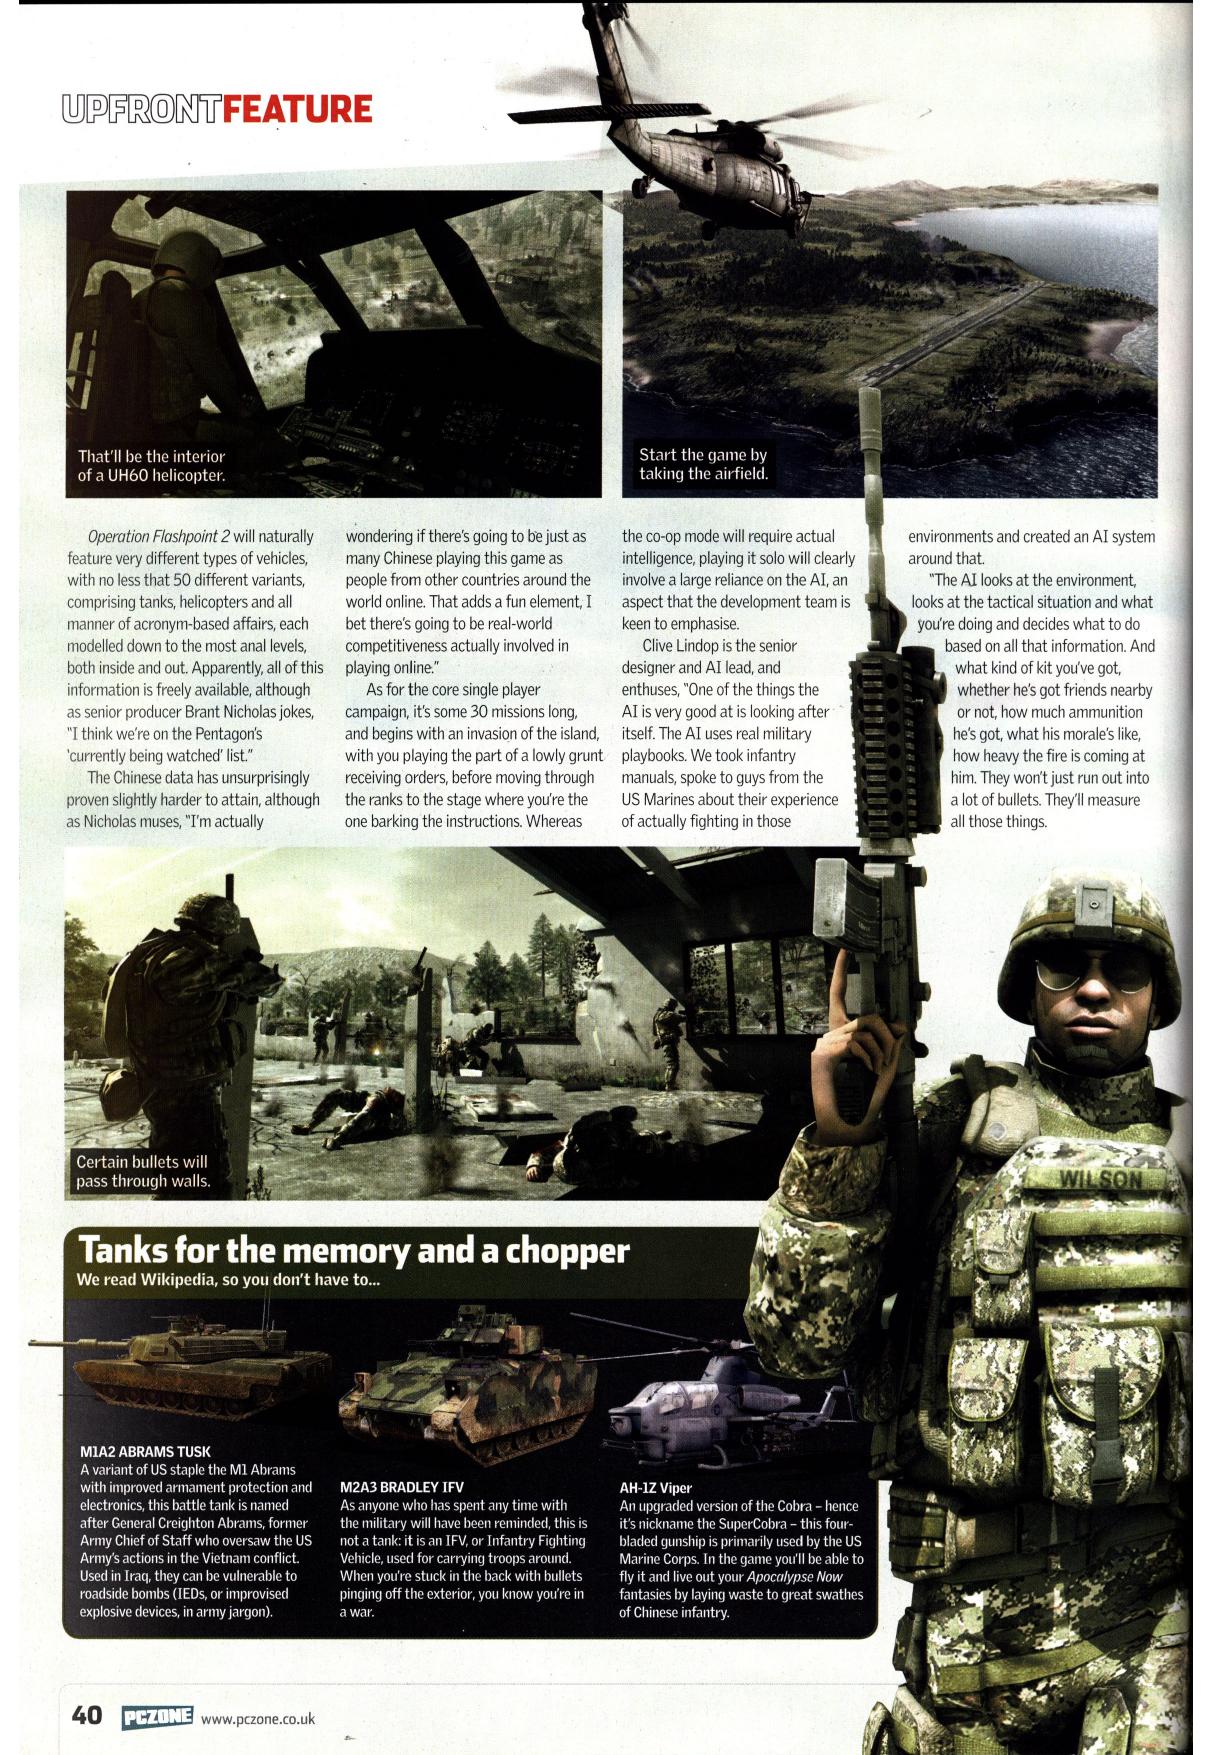 UPFRONTFEATURE
That'll be the interior
of a UH60 helicopter.
Start the game by
taking the airfield.
Operation Flashpoint 2 will naturally
feature very different types of vehicles,
with no less that 50 different variants,
comprising tanks, helicopters and all
manner of acronym-based affairs, each
modelled down to the most anal levels,
both inside and out. Apparently, all of this
information is freely available, although
as senior producer Brant Nicholas jokes,
"I think we're on the Pentagon's
'currently being watched' list."
The Chinese data has unsurprisingly
proven slightly harder to attain, although
as Nicholas muses, "I'm actually
wondering if there's going to be just as
many Chinese playing this game as
people from other countries around the
world online. That adds a fun element, I
bet there's going to be real-world
competitiveness actually involved in
playing online."
As for the core single player
campaign, it's some 30 missions long,
and begins with an invasion of the island,
with you playing the part of a lowly grunt
receiving orders, before moving through
the ranks to the stage where you're the
one barking the instructions. Whereas
the co-op mode will require actual
intelligence, playing it solo will clearly
involve a large reliance on the AI, an
aspect that the development team is
keen to emphasise.
Clive Lindop is the senior
designer and AI lead, and
enthuses, "One of the things the
AI is very good at is looking after
itself. The AI uses real military
playbooks. We took infantry
manuals, spoke to guys from the
US Marines about their experience
of actually fighting in those
environments and created an AI system
around that.
"The AI looks at the environment,
looks at the tactical situation and what
you're doing and decides what to do
based on all that information. And
what kind of kit you've got,
whether he's got friends nearby
or not, how much ammunition
he's got, what his morale's like,
how heavy the fire is coming at
him. They won't just run out into
a lot of bullets. They'll measure
all those things.
Certain bullets will
pass through walls.
WILSON
Tanks for the memory and a chopper
We read Wikipedia, so you don't have to...
M1A2 ABRAMS TUSK
A variant of US staple the M1 Abrams
with improved armament protection and
electronics, this battle tank is named
after General Creighton Abrams, former
Army Chief of Staff who oversaw the US
Army's actions in the Vietnam conflict.
Used in Iraq, they can be vulnerable to
roadside bombs (IEDs, or improvised
explosive devices, in army jargon).
M2A3 BRADLEY IFV
As anyone who has spent any time with
the military will have been reminded, this is
not a tank: it is an IFV, or Infantry Fighting
Vehicle, used for carrying troops around.
When you're stuck in the back with bullets
pinging off the exterior, you know you're in
a war.
AH-1Z Viper
An upgraded version of the Cobra – hence
it's nickname the SuperCobra – this four-
bladed gunship is primarily used by the US
Marine Corps. In the game you'll be able to
fly it and live out your Apocalypse Now
fantasies by laying waste to great swathes
of Chinese infantry.
40 PCZONE www.pczone.co.uk